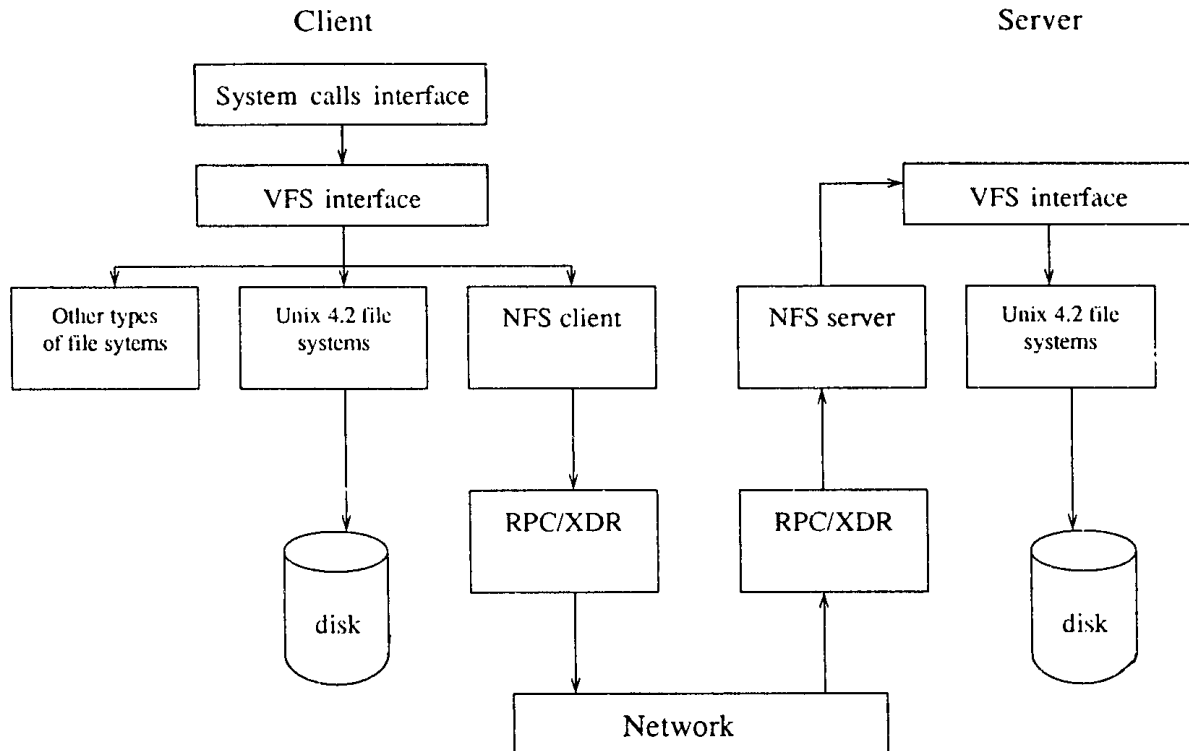 Client
Server
System calls interface
VFS interface
VFS interface
Other types
of file sytems
Unix 4.2 file
systems
NFS client
NFS server
Unix 4.2 file
systems
RPC/XDR
RPC/XDR
disk
disk
Network